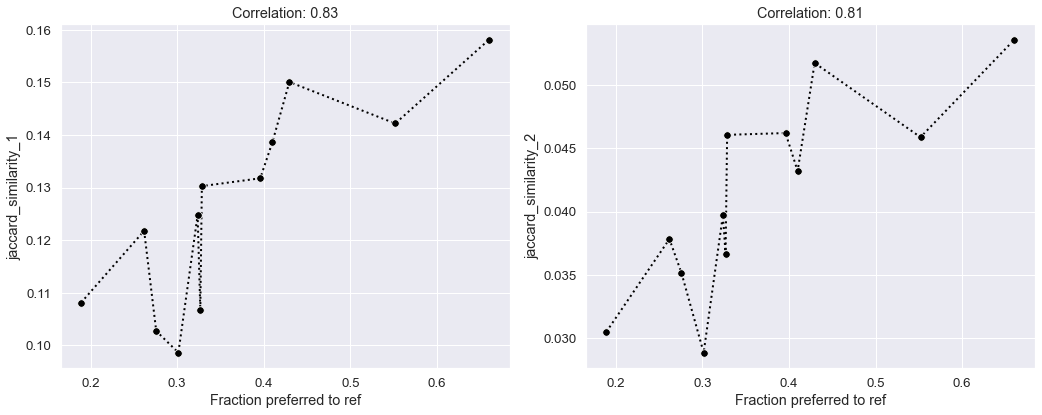 Correlation: 0.83
0.16
0.15
0.14
0.13
0.12
0.11
0.10
jaccard_similarity_1
0.2 0.3 0.4 0.5 0.6
Fraction preferred to ref
Correlation: 0.81
0.050
0.045
0.040
0.035
0.030
jaccard_similarity_2
0.2 0.3 0.4 0.5 0.6
Fraction preferred to ref